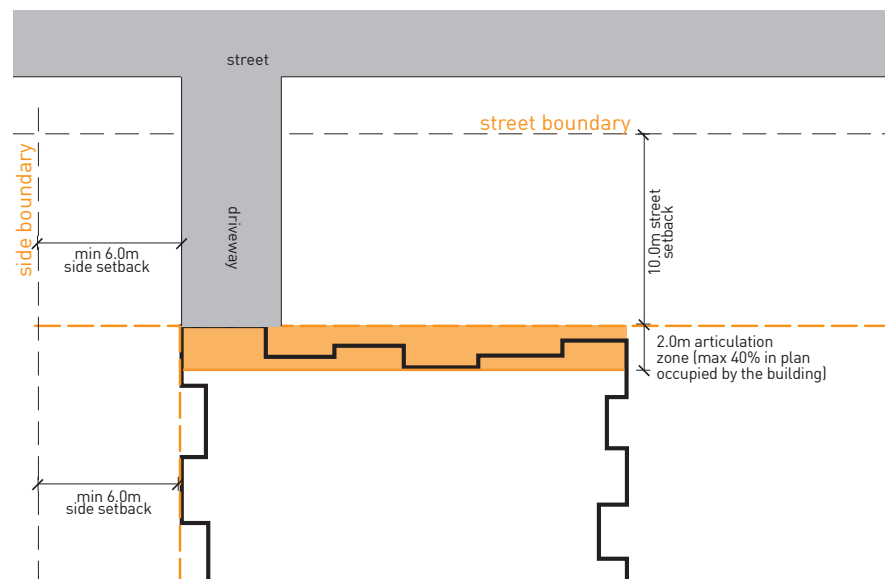 street
street boundary
side boundary
driveway
10.0m street
setback
min 6.0m
side setback
2.0m articulation
zone (max 40% in plan
occupied by the building)
min 6.0m
side setback